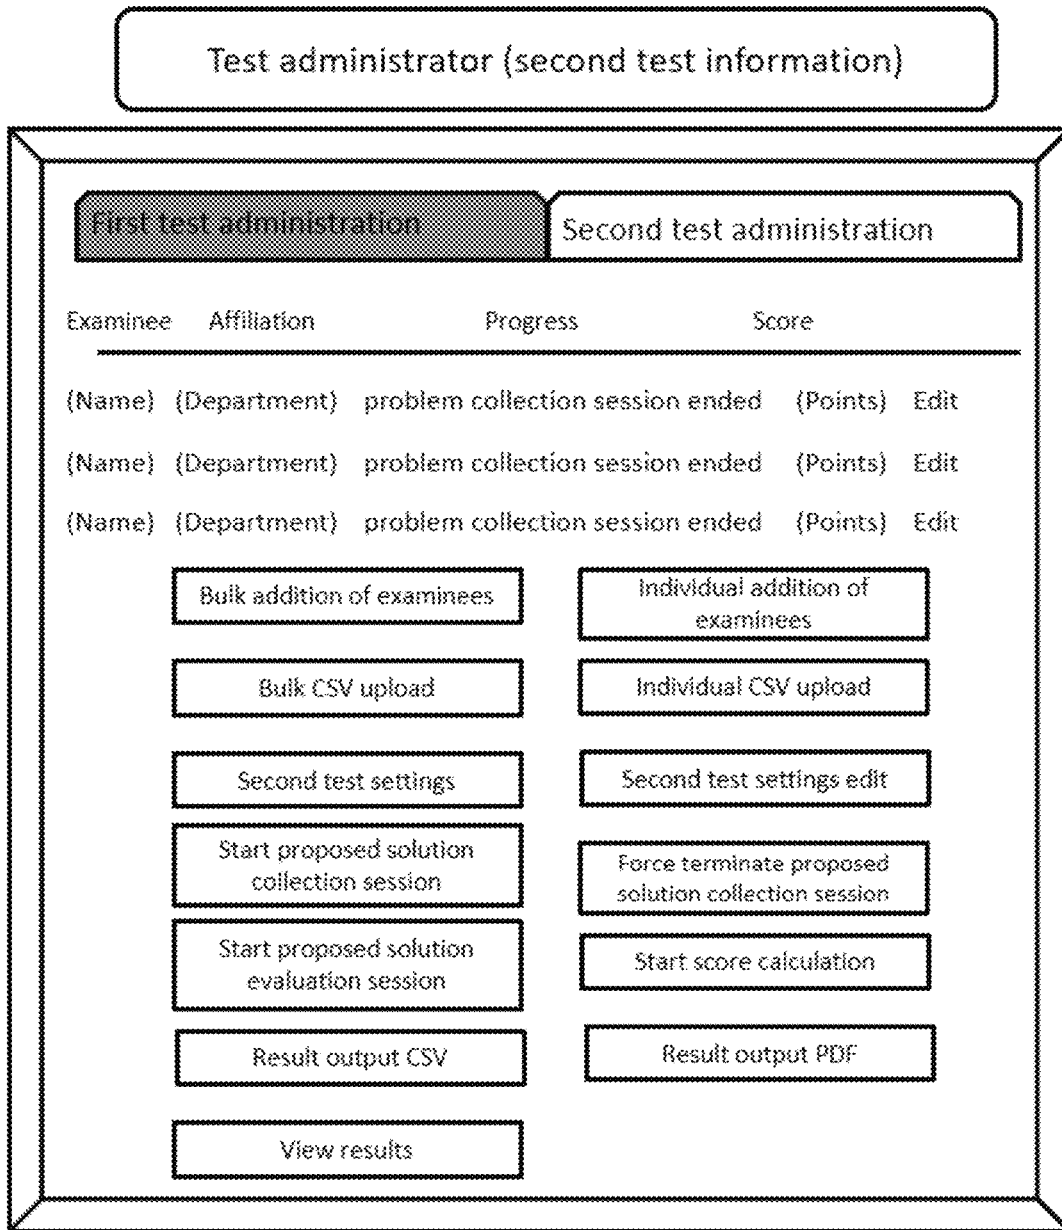 Test administrator (second test information)
First test administration
Second test administration
Examinee Affiliation Progress Score
(Name) (Department) problem collection session ended (Points) Edit
(Name) (Department) problem collection session ended (Points) Edit
(Name) (Department) problem collection session ended (Points) Edit
Bulk addition of examinees
Individual addition of
examinees
Bulk CSV upload
Individual CSV upload
Second test settings
Second test settings edit
Start proposed solution
collection session
Force terminate proposed
solution collection session
Start proposed solution
evaluation session
Start score calculation
Result output CSV
Result output PDF
View results